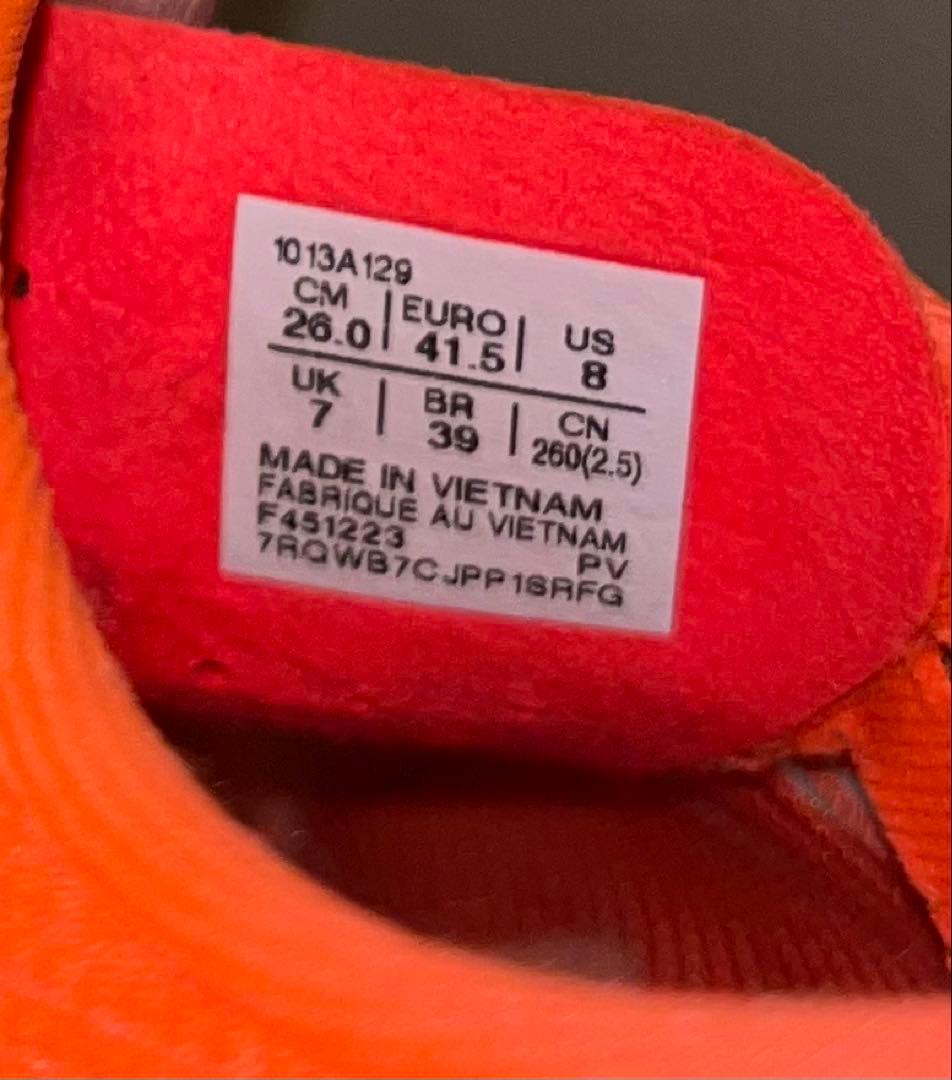 1013A129
CM | EURO | US
26.0 | 41.5 | 8
UK | BR | CN
7 | 39 | 260(2.5)
MADE IN VIETNAM
FABRIQUE AU VIETNAM
F451223 PV
7RQWB7CJPP1SRFG